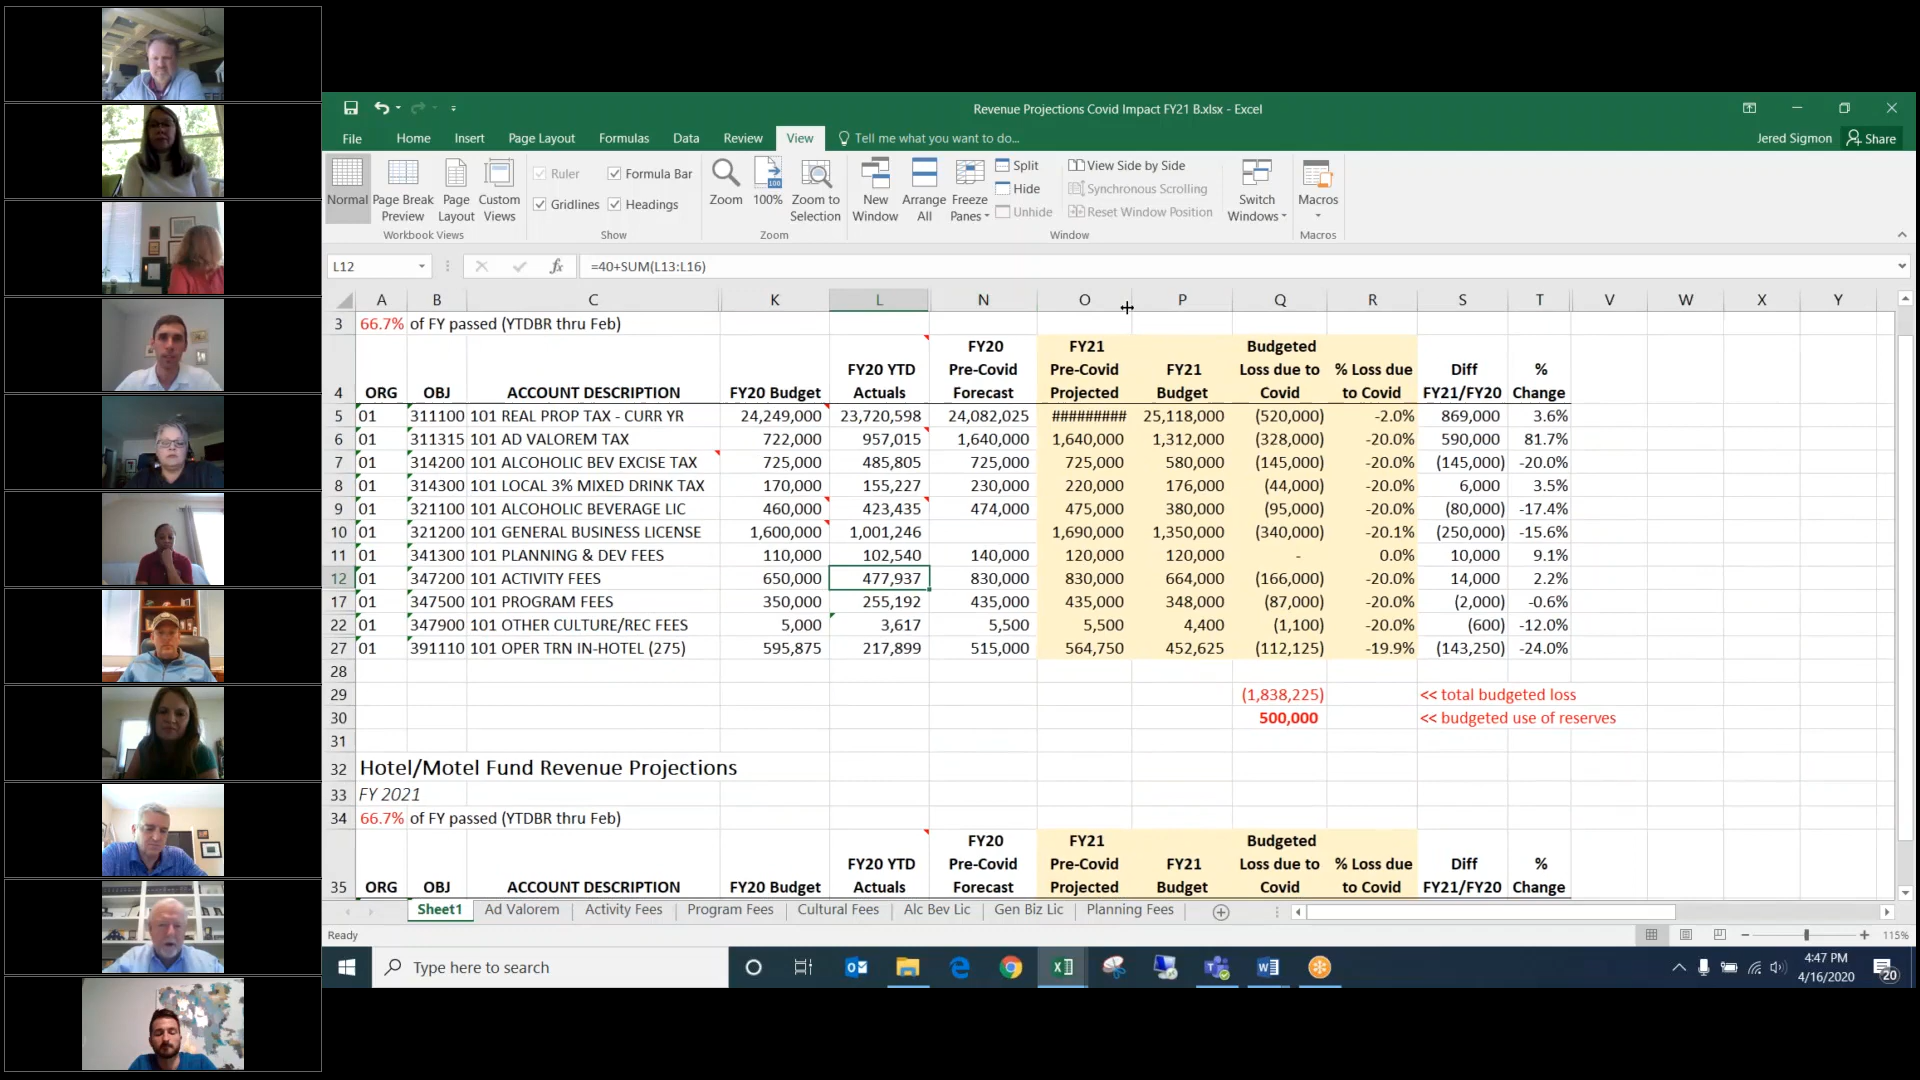 Revenue Projections Covid Impact FY21 B.xlsx - Excel
File Home Insert Page Layout Formulas Data Review View Tell me what you want to do... Jered Sigmon Share
Normal Page Break Preview Page Layout Custom Views
Workbook Views
Ruler Formula Bar
Gridlines Headings
Show
Zoom 100% Zoom to Selection
Zoom
New Window Arrange All Freeze Panes
Split
Hide
Unhide
View Side by Side
Synchronous Scrolling
Reset Window Position
Window
Switch Windows
Macros
Macros
L12 fx =40+SUM(L13:L16)
A B C K L N O P Q R S T V W X Y
3 66.7% of FY passed (YTDBR thru Feb)
4 ORG OBJ ACCOUNT DESCRIPTION FY20 Budget FY20 YTD Actuals FY20 Pre-Covid Forecast FY21 Pre-Covid Projected FY21 Budget Budgeted Loss due to Covid % Loss due to Covid Diff FY21/FY20 % Change
5 01 311100 101 REAL PROP TAX - CURR YR 24,249,000 23,720,598 24,082,025 ######### 25,118,000 (520,000) -2.0% 869,000 3.6%
6 01 311315 101 AD VALOREM TAX 722,000 957,015 1,640,000 1,640,000 1,312,000 (328,000) -20.0% 590,000 81.7%
7 01 314200 101 ALCOHOLIC BEV EXCISE TAX 725,000 485,805 725,000 725,000 580,000 (145,000) -20.0% (145,000) -20.0%
8 01 314300 101 LOCAL 3% MIXED DRINK TAX 170,000 155,227 230,000 220,000 176,000 (44,000) -20.0% 6,000 3.5%
9 01 321100 101 ALCOHOLIC BEVERAGE LIC 460,000 423,435 474,000 475,000 380,000 (95,000) -20.0% (80,000) -17.4%
10 01 321200 101 GENERAL BUSINESS LICENSE 1,600,000 1,001,246 1,690,000 1,350,000 (340,000) -20.1% (250,000) -15.6%
11 01 341300 101 PLANNING & DEV FEES 110,000 102,540 140,000 120,000 120,000 - 0.0% 10,000 9.1%
12 01 347200 101 ACTIVITY FEES 650,000 477,937 830,000 830,000 664,000 (166,000) -20.0% 14,000 2.2%
17 01 347500 101 PROGRAM FEES 350,000 255,192 435,000 435,000 348,000 (87,000) -20.0% (2,000) -0.6%
22 01 347900 101 OTHER CULTURE/REC FEES 5,000 3,617 5,500 5,500 4,400 (1,100) -20.0% (600) -12.0%
27 01 391110 101 OPER TRN IN-HOTEL (275) 595,875 217,899 515,000 564,750 452,625 (112,125) -19.9% (143,250) -24.0%
28
29 (1,838,225) << total budgeted loss
30 500,000 << budgeted use of reserves
31
32 Hotel/Motel Fund Revenue Projections
33 FY 2021
34 66.7% of FY passed (YTDBR thru Feb)
35 ORG OBJ ACCOUNT DESCRIPTION FY20 Budget FY20 YTD Actuals FY20 Pre-Covid Forecast FY21 Pre-Covid Projected FY21 Budget Budgeted Loss due to Covid % Loss due to Covid Diff FY21/FY20 % Change
Sheet1 Ad Valorem Activity Fees Program Fees Cultural Fees Alc Bev Lic Gen Biz Lic Planning Fees
Ready 115%
Type here to search
4:47 PM
4/16/2020
20